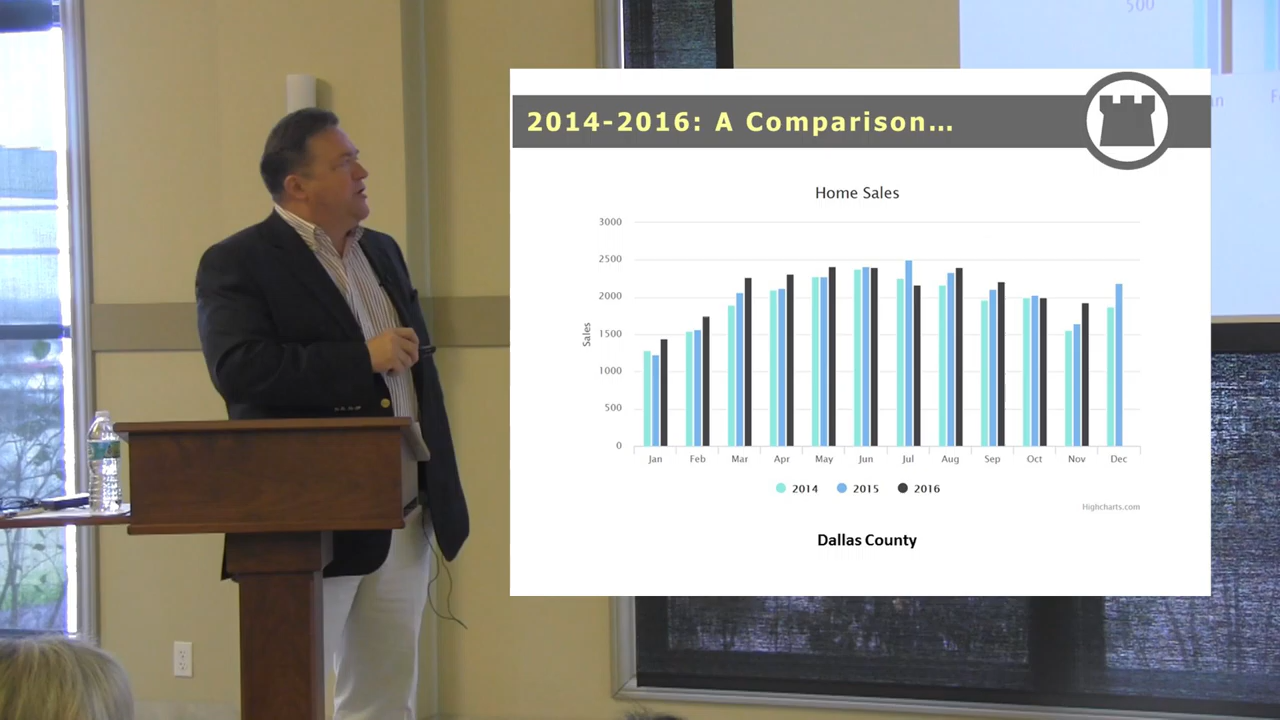 500
2014-2016: A Comparison…
Home Sales
3000
2500
2000
1500
1000
500
0
Sales
Jan Feb Mar Apr May Jun Jul Aug Sep Oct Nov Dec
2014 2015 2016
Highcharts.com
Dallas County